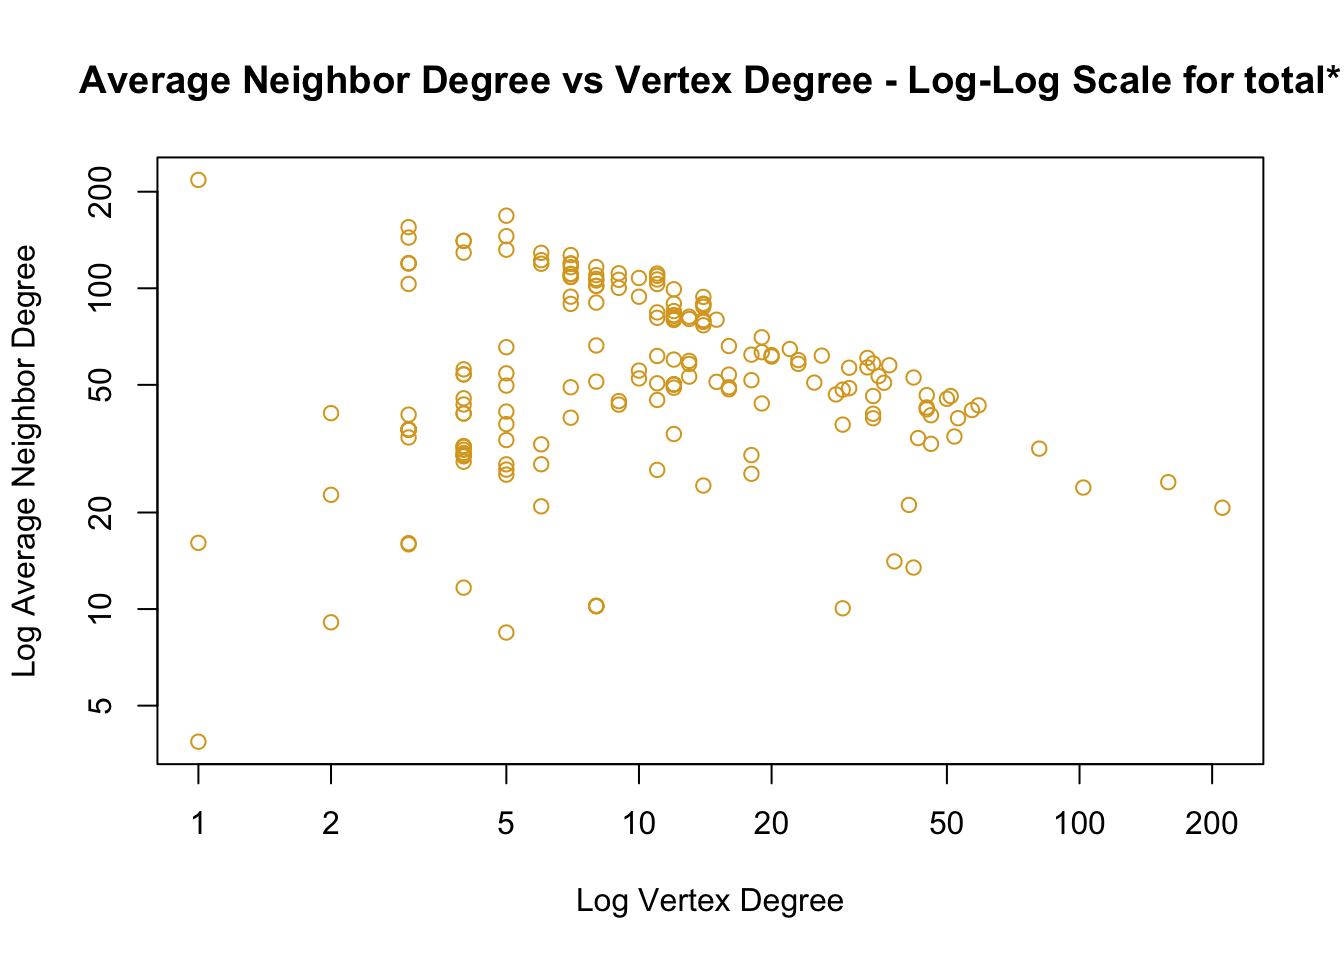 Average Neighbor Degree vs Vertex Degree - Log-Log Scale for total*
Log Average Neighbor Degree
200
100
50
20
10
5
1 2 5 10 20 50 100 200
Log Vertex Degree